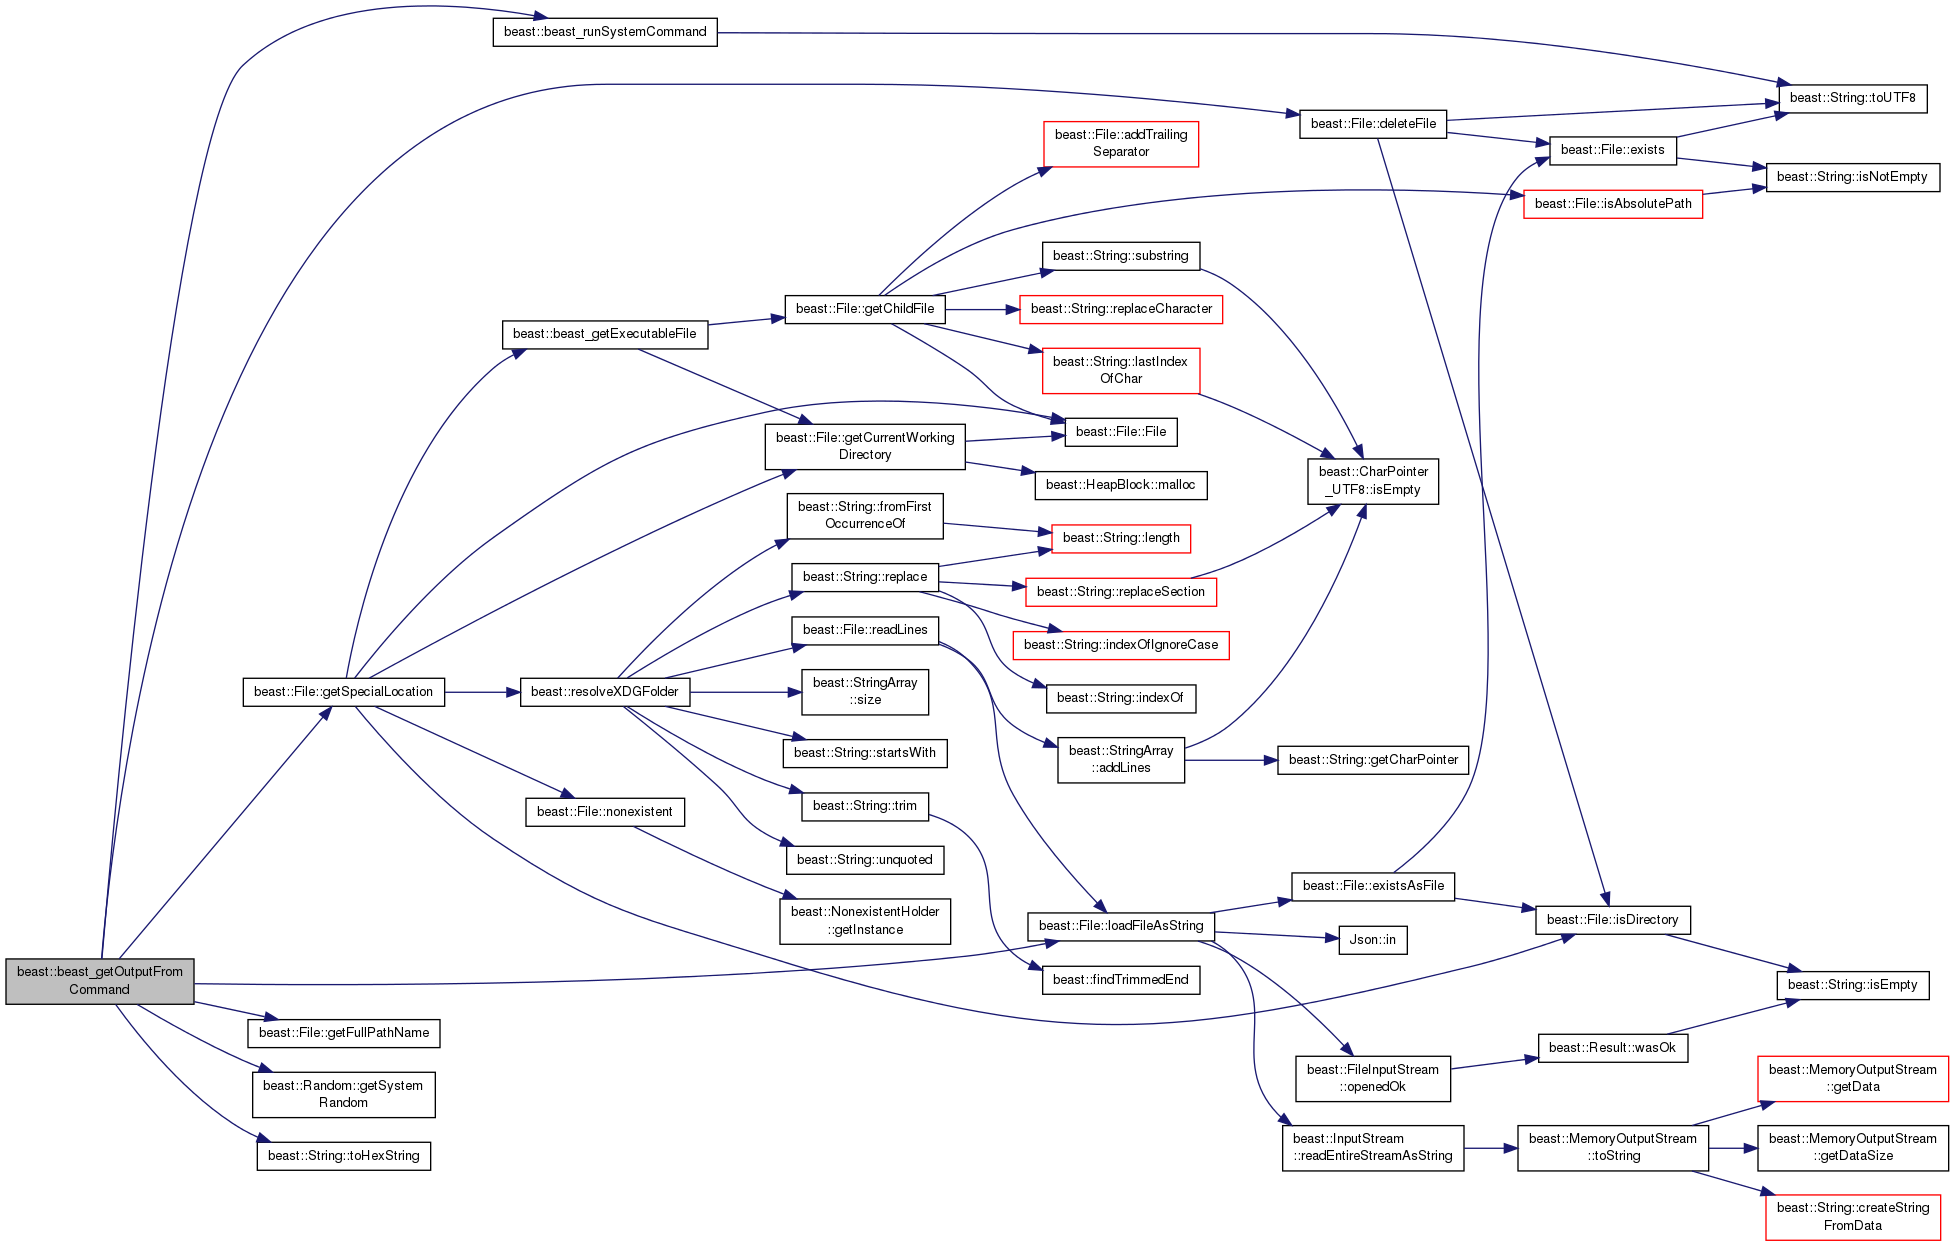 beast::beast_runSystemCommand
beast::String::toUTF8
beast::File::deleteFile
beast::File::exists
beast::String::isNotEmpty
beast::File::addTrailing
Separator
beast::File::isAbsolutePath
beast::String::substring
beast::File::getChildFile
beast::String::replaceCharacter
beast::beast_getExecutableFile
beast::String::lastIndex
OfChar
beast::File::File
beast::File::getCurrentWorking
Directory
beast::HeapBlock::malloc
beast::CharPointer
_UTF8::isEmpty
beast::String::fromFirst
OccurrenceOf
beast::String::length
beast::String::replace
beast::String::replaceSection
beast::File::readLines
beast::String::indexOfIgnoreCase
beast::File::getSpecialLocation
beast::resolveXDGFolder
beast::StringArray
::size
beast::String::indexOf
beast::String::startsWith
beast::StringArray
::addLines
beast::String::getCharPointer
beast::File::nonexistent
beast::String::trim
beast::String::unquoted
beast::File::existsAsFile
beast::NonexistentHolder
::getInstance
beast::File::loadFileAsString
beast::File::isDirectory
Json::in
beast::beast_getOutputFrom
Command
beast::findTrimmedEnd
beast::String::isEmpty
beast::File::getFullPathName
beast::Result::wasOk
beast::Random::getSystem
Random
beast::FileInputStream
::openedOk
beast::MemoryOutputStream
::getData
beast::String::toHexString
beast::InputStream
::readEntireStreamAsString
beast::MemoryOutputStream
::toString
beast::MemoryOutputStream
::getDataSize
beast::String::createString
FromData